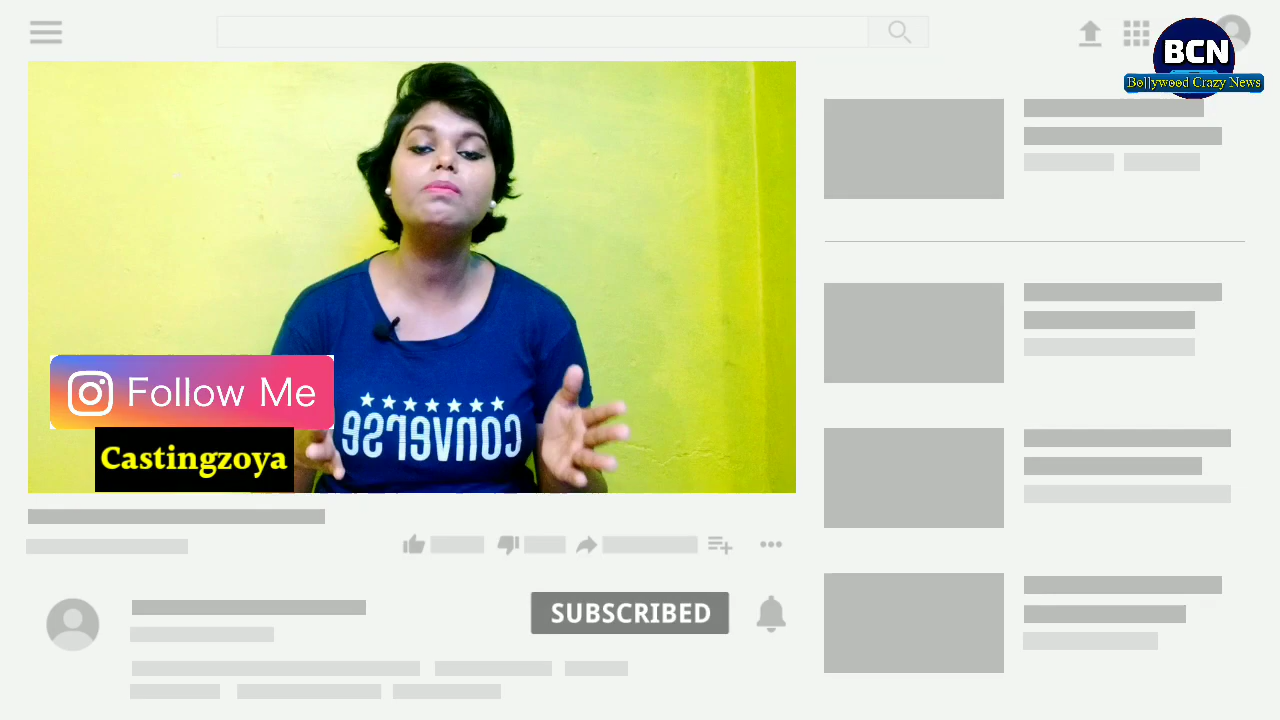 BCN
Bollywood Crazy News
Follow Me
Castingzoya
converse
SUBSCRIBED